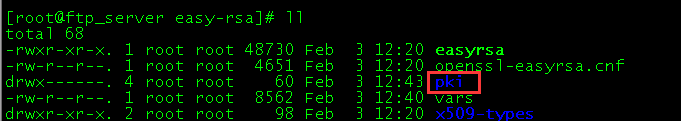 [root@ftp_server easy-rsa]# ll
total 68
-rwxr-xr-x. 1 root root 48730 Feb  3 12:20 easyrsa
-rw-r--r--. 1 root root  4651 Feb  3 12:20 openssl-easyrsa.cnf
drwx------. 4 root root    60 Feb  3 12:43 pki
-rw-r--r--. 1 root root  8562 Feb  3 12:40 vars
drwxr-xr-x. 2 root root    98 Feb  3 12:20 x509-types